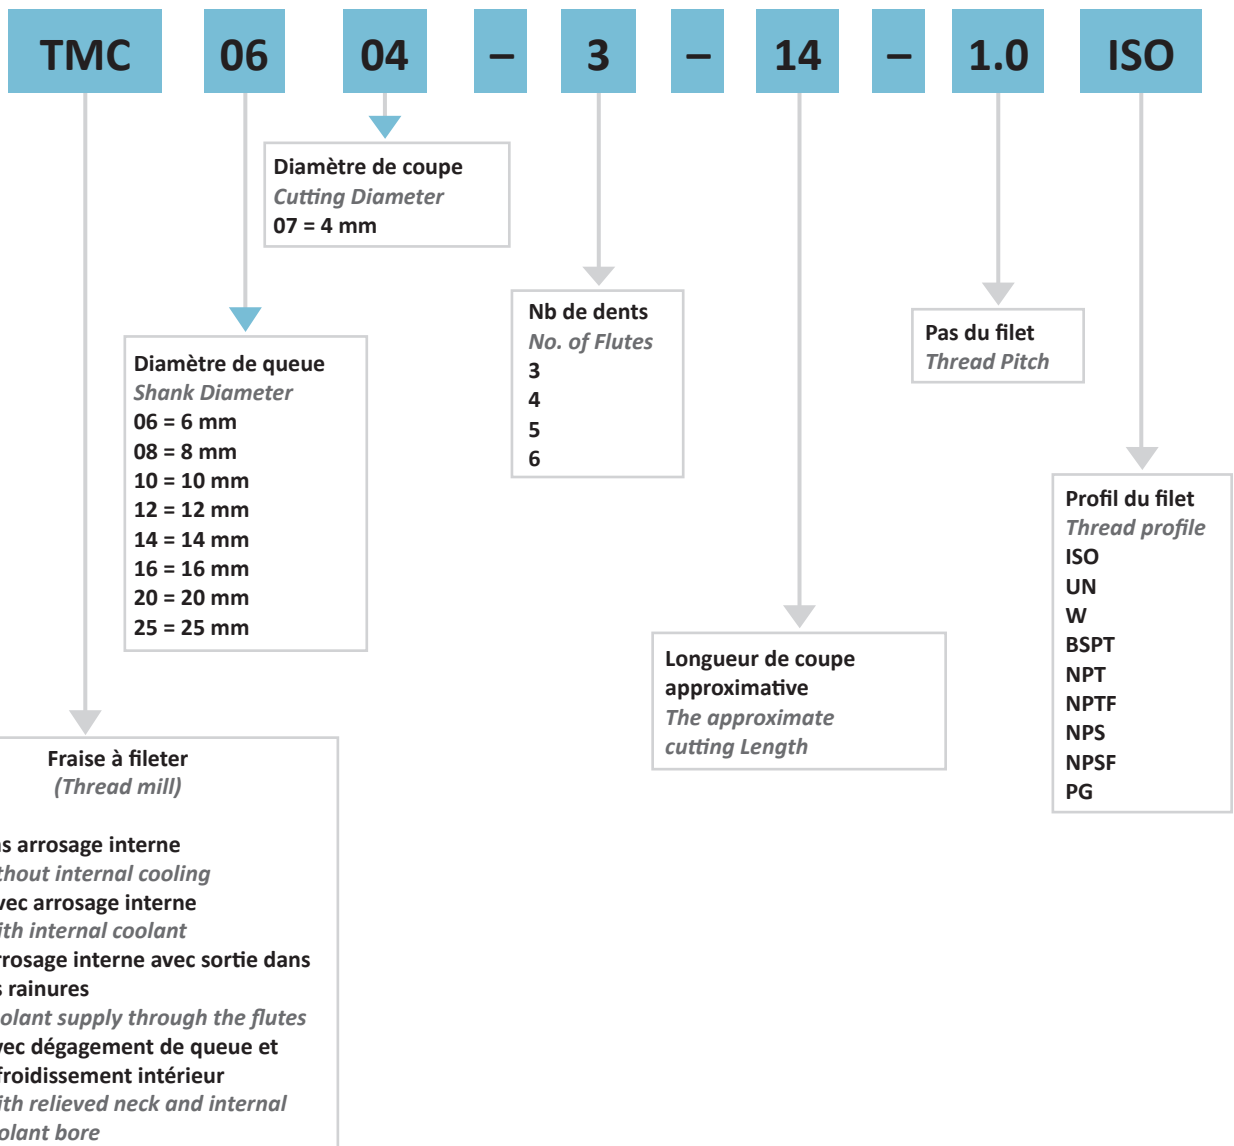 TMC 06 04 – 3 – 14 – 1.0 ISO
Diamètre de coupe
Cutting Diameter
07 = 4 mm
Diamètre de queue
Shank Diameter
06 = 6 mm
08 = 8 mm
10 = 10 mm
12 = 12 mm
14 = 14 mm
16 = 16 mm
20 = 20 mm
25 = 25 mm
Nb de dents
No. of Flutes
3
4
5
6
Pas du filet
Thread Pitch
Profil du filet
Thread profile
ISO
UN
W
BSPT
NPT
NPTF
NPS
NPSF
PG
Longueur de coupe
approximative
The approximate
cutting Length
Fraise à fileter
(Thread mill)
arrosage interne
internal cooling
arrosage interne
internal coolant
interne avec sortie dans
rainures
supply through the flutes
dégagement de queue et
intérieur
relieved neck and internal
bore